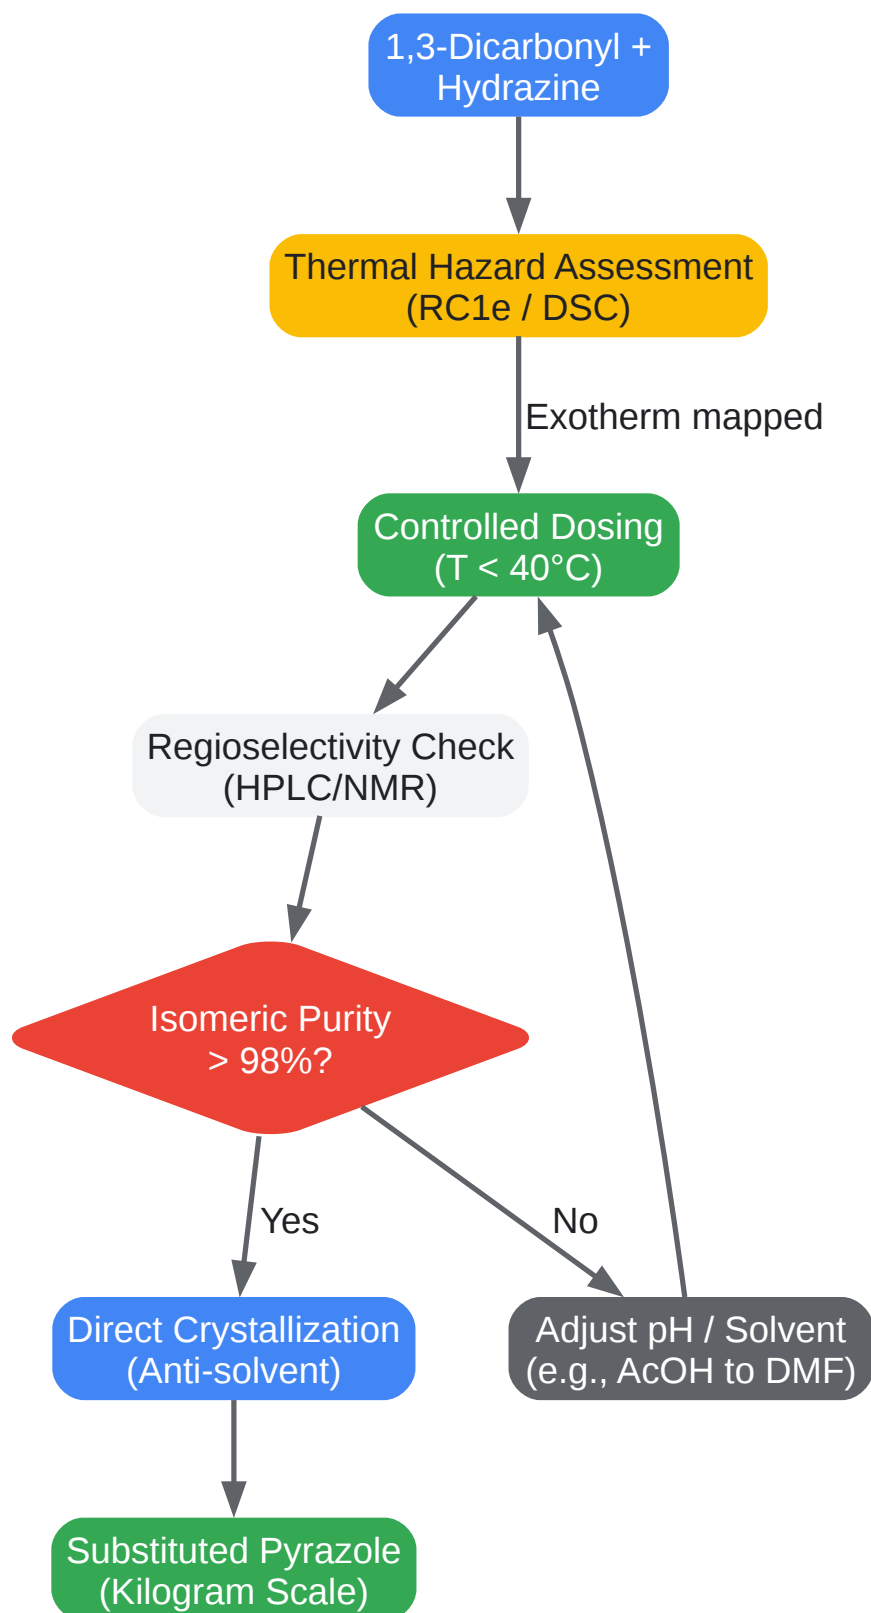 1,3-Dicarbonyl +
Hydrazine
Thermal Hazard Assessment
(RC1e / DSC)
Exotherm mapped
Controlled Dosing
(T < 40°C)
Regioselectivity Check
(HPLC/NMR)
Isomeric Purity
> 98%?
Yes
No
Direct Crystallization
(Anti-solvent)
Adjust pH / Solvent
(e.g., AcOH to DMF)
Substituted Pyrazole
(Kilogram Scale)